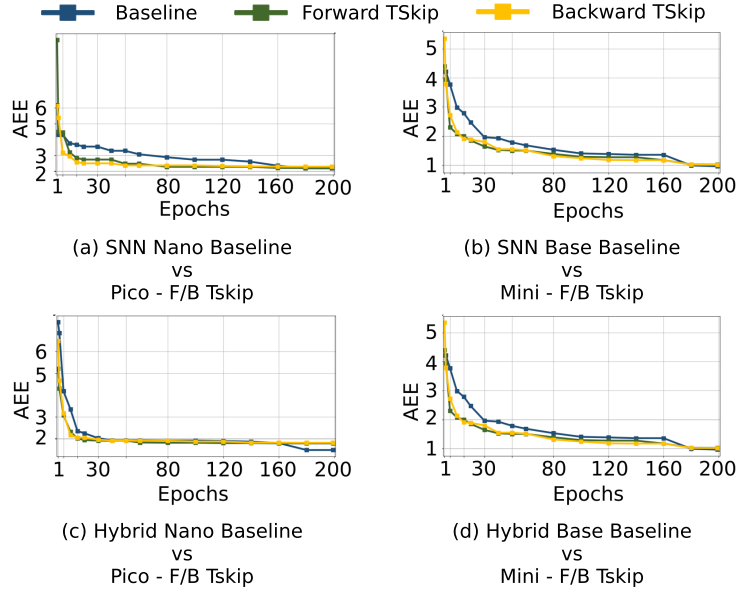 Baseline Forward TSkip Backward TSkip
AEE
6
5
3
2
1 30 80 120 160 200
Epochs
(a) SNN Nano Baseline
vs
Pico - F/B Tskip
AEE
5
4
3
2
1
1 30 80 120 160 200
Epochs
(b) SNN Base Baseline
vs
Mini - F/B Tskip
AEE
6
5
3
2
1 30 80 120 160 200
Epochs
(c) Hybrid Nano Baseline
vs
Pico - F/B Tskip
AEE
5
4
3
2
1
1 30 80 120 160 200
Epochs
(d) Hybrid Base Baseline
vs
Mini - F/B Tskip